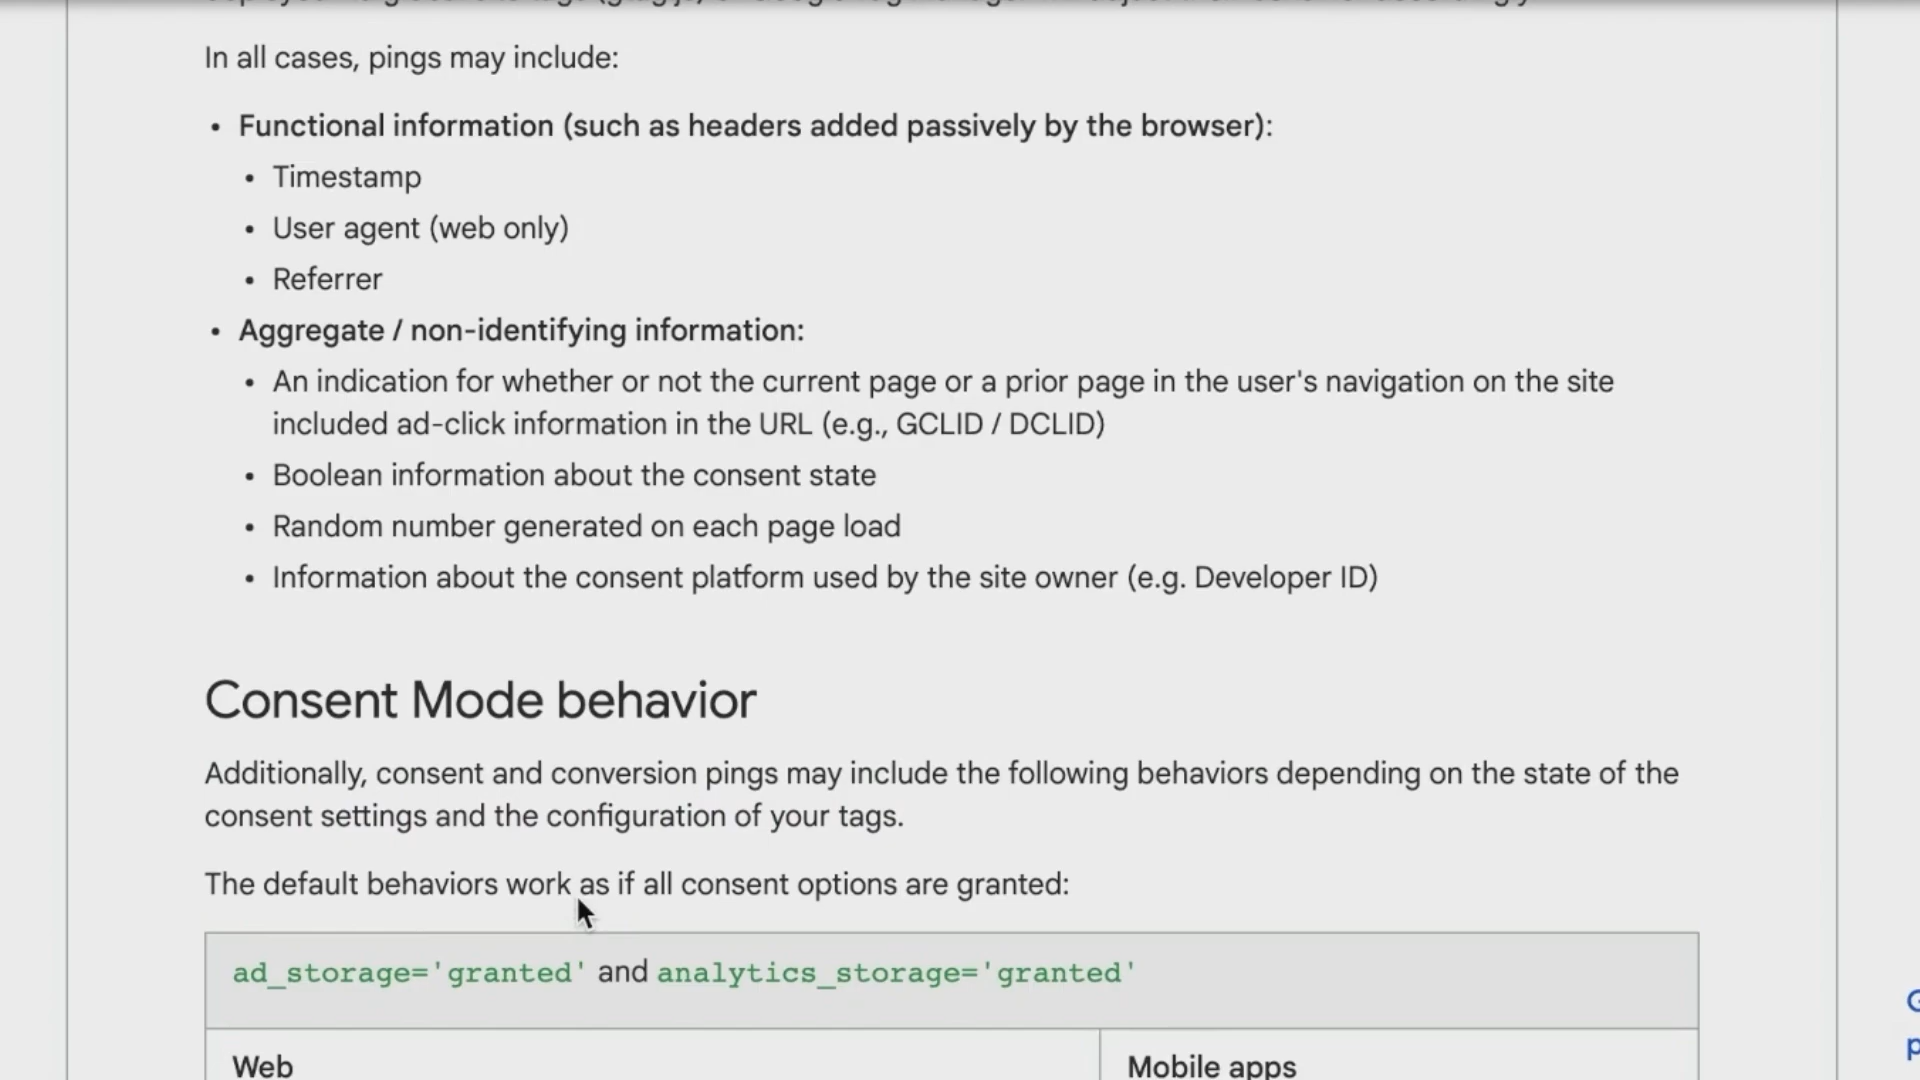 In all cases, pings may include:
• Functional information (such as headers added passively by the browser):
• Timestamp
• User agent (web only)
• Referrer
• Aggregate / non-identifying information:
• An indication for whether or not the current page or a prior page in the user's navigation on the site
included ad-click information in the URL (e.g., GCLID / DCLID)
• Boolean information about the consent state
• Random number generated on each page load
• Information about the consent platform used by the site owner (e.g. Developer ID)
Consent Mode behavior
Additionally, consent and conversion pings may include the following behaviors depending on the state of the
consent settings and the configuration of your tags.
The default behaviors work as if all consent options are granted:
ad_storage='granted' and analytics_storage='granted'
Web
Mobile apps